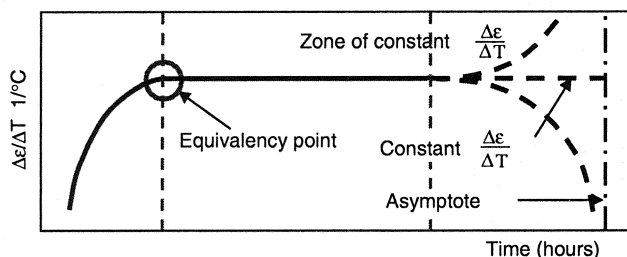 Zone of constant Δε/ΔT
Δε/ΔT 1/°C
Equivalency point
Constant Δε/ΔT
Asymptote
Time (hours)